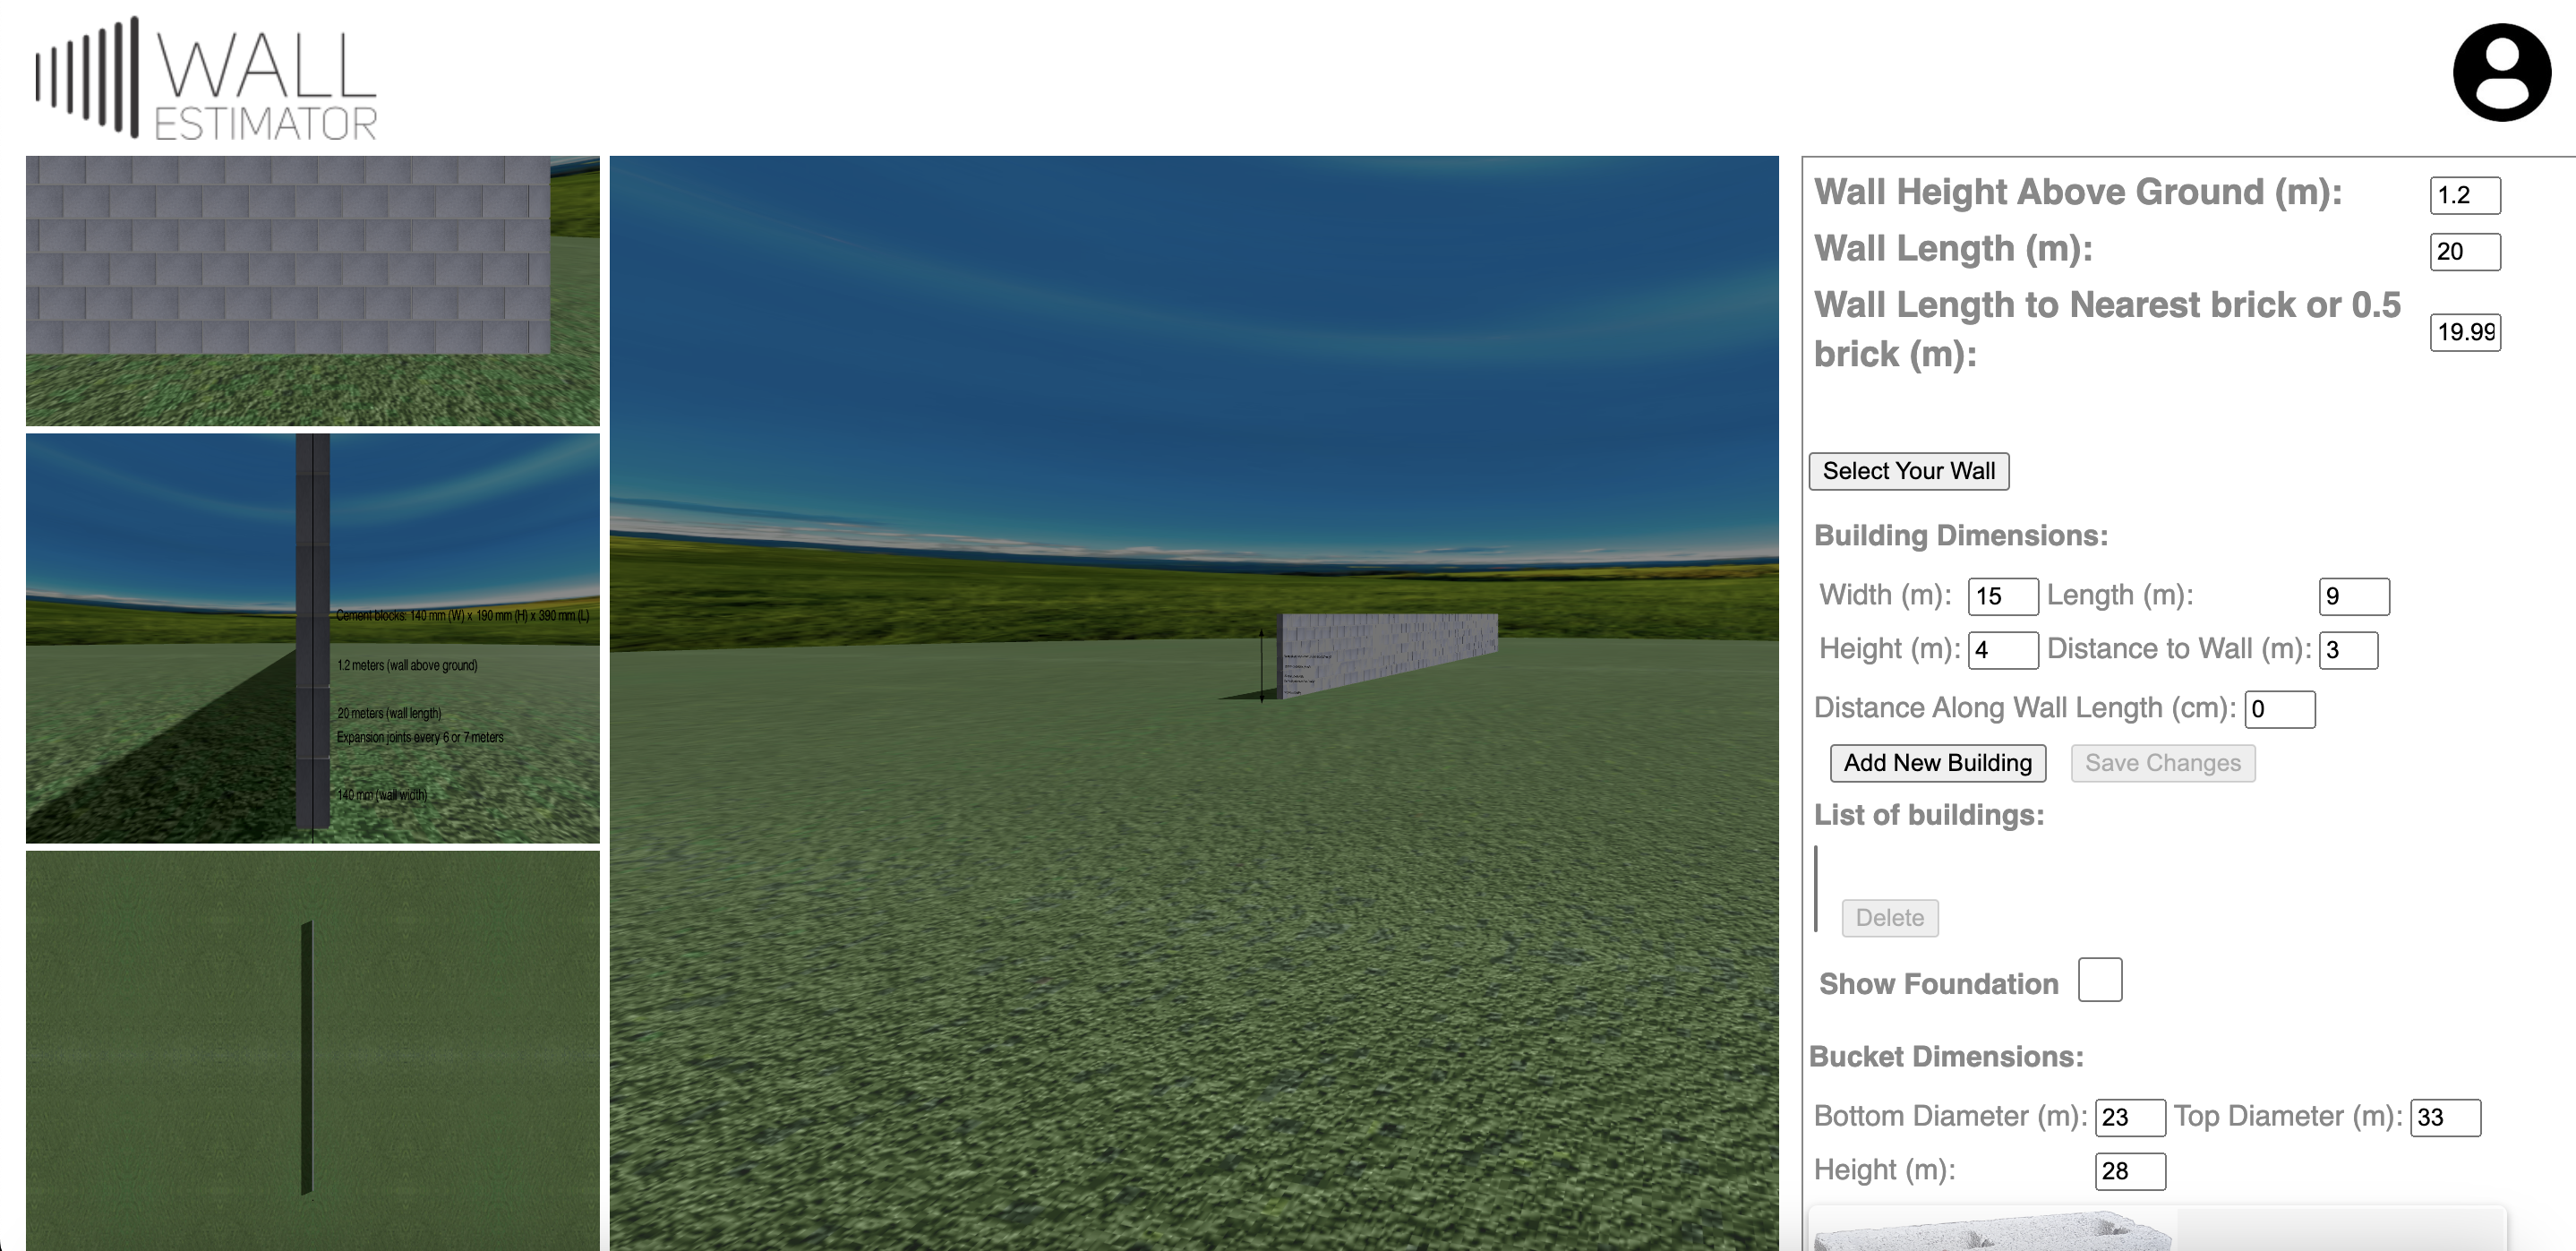 WALL
ESTIMATOR
Cement blocks: 140 mm (W) x 190 mm (H) x 390 mm (L)
1.2 meters (wall above ground)
20 meters (wall length)
Expansion joints every 6 or 7 meters
140 mm (wall width)
Wall Height Above Ground (m): 1.2
Wall Length (m): 20
Wall Length to Nearest brick or 0.5
brick (m): 19.99
Select Your Wall
Building Dimensions:
Width (m): 15 Length (m): 9
Height (m): 4 Distance to Wall (m): 3
Distance Along Wall Length (cm): 0
Add New Building Save Changes
List of buildings:
Delete
Show Foundation
Bucket Dimensions:
Bottom Diameter (m): 23 Top Diameter (m): 33
Height (m): 28